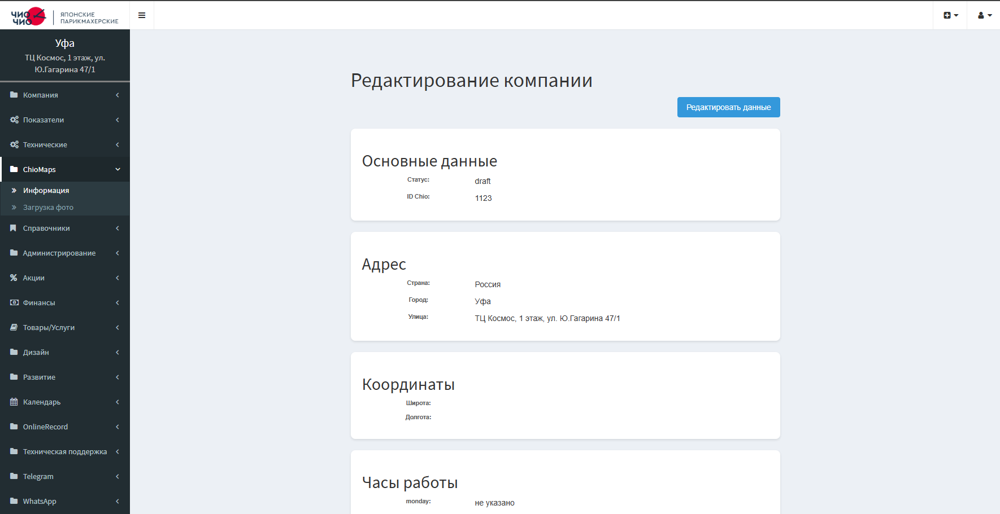 ЧИО
ЧИО
ЯПОНСКИЕ
ПАРИКМАХЕРСКИЕ
Уфа
ТЦ Космос, 1 этаж, ул.
Ю.Гагарина 47/1
Компания
Показатели
Технические
ChioMaps
Информация
Загрузка фото
Справочники
Администрирование
Акции
Финансы
Товары/Услуги
Дизайн
Развитие
Календарь
OnlineRecord
Техническая поддержка
Telegram
WhatsApp
Редактирование компании
Редактировать данные
Основные данные
Статус: draft
ID Chio: 1123
Адрес
Страна: Россия
Город: Уфа
Улица: ТЦ Космос, 1 этаж, ул. Ю.Гагарина 47/1
Координаты
Широта:
Долгота:
Часы работы
monday: не указано